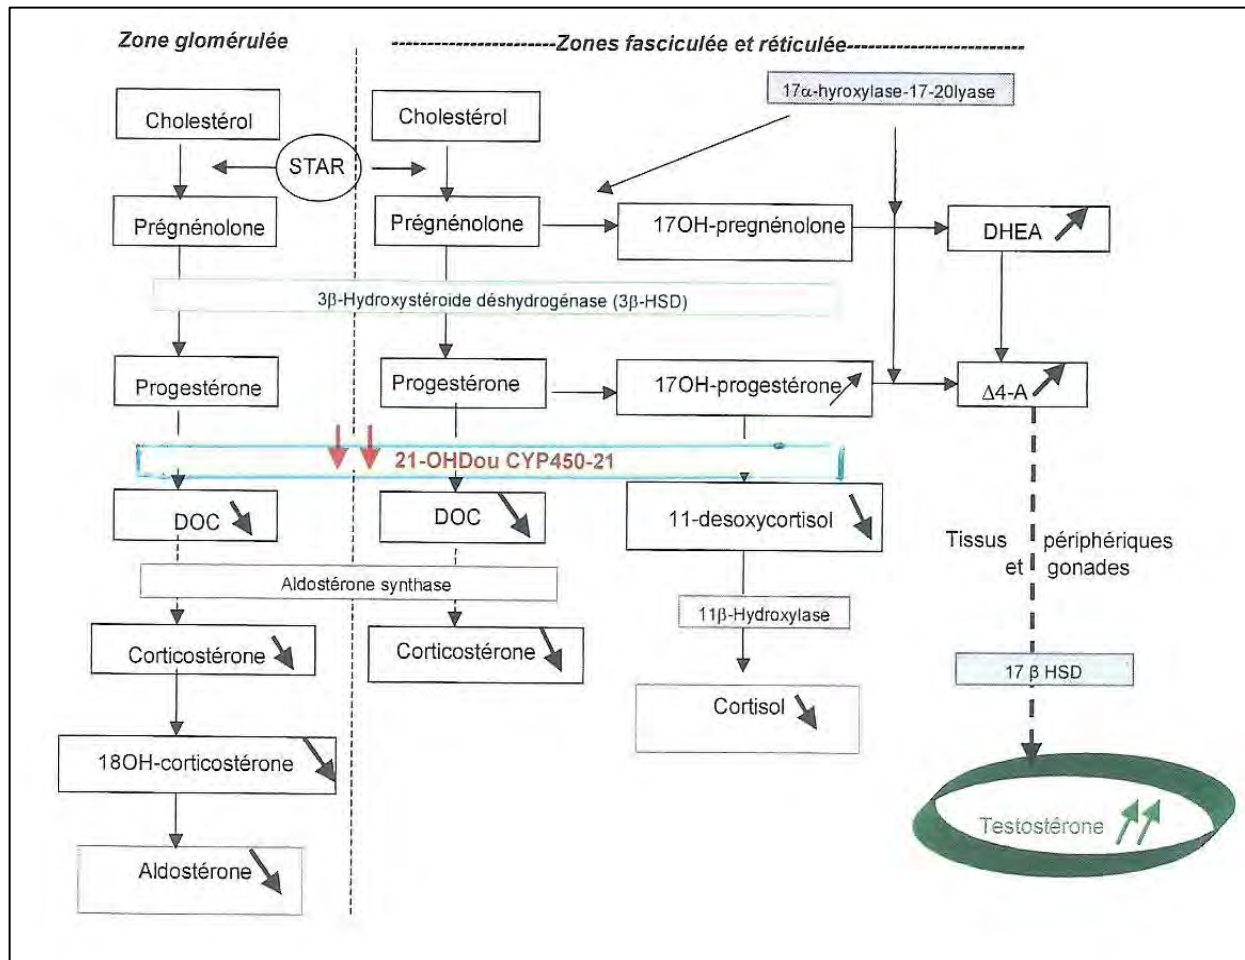 Zone glomérulée
--------------------Zones fasciculée et réticulée----------------------
17α-hyroxylase-17-20lyase
Cholestérol
Cholestérol
STAR
Prégnénolone
Prégnénolone
17OH-pregnénolone
DHEA
3β-Hydroxystéroide déshydrogénase (3β-HSD)
Progestérone
Progestérone
17OH-progestérone
Δ4-A
21-OHDou CYP450-21
DOC
DOC
11-desoxycortisol
Tissus périphériques
et gonades
Aldostérone synthase
11β-Hydroxylase
Corticostérone
Corticostérone
17 β HSD
Cortisol
18OH-corticostérone
Testostérone
Aldostérone